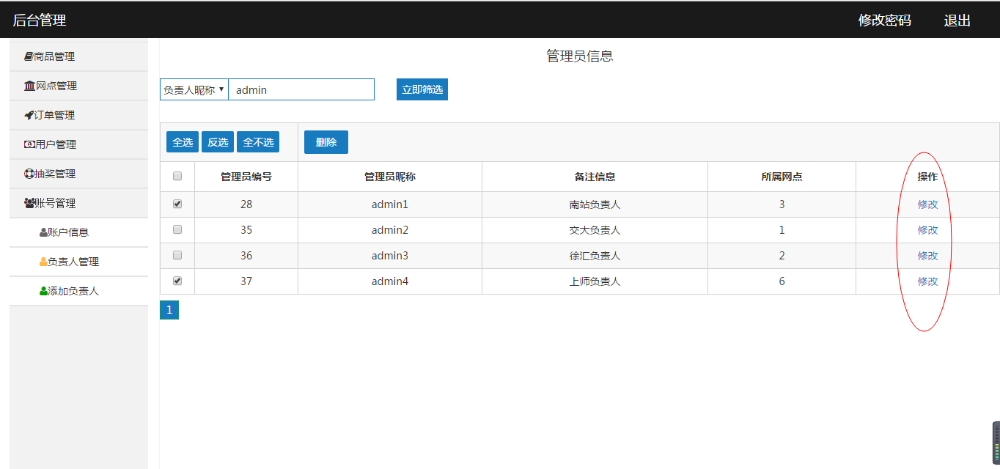 后台管理 修改密码 退出
商品管理
网点管理
订单管理
用户管理
抽奖管理
账号管理
账户信息
负责人管理
添加负责人
管理员信息
负责人昵称 admin 立即筛选
全选 反选 全不选 删除
管理员编号 管理员昵称 备注信息 所属网点 操作
28 admin1 南站负责人 3 修改
35 admin2 交大负责人 1 修改
36 admin3 徐汇负责人 2 修改
37 admin4 上师负责人 6 修改
1